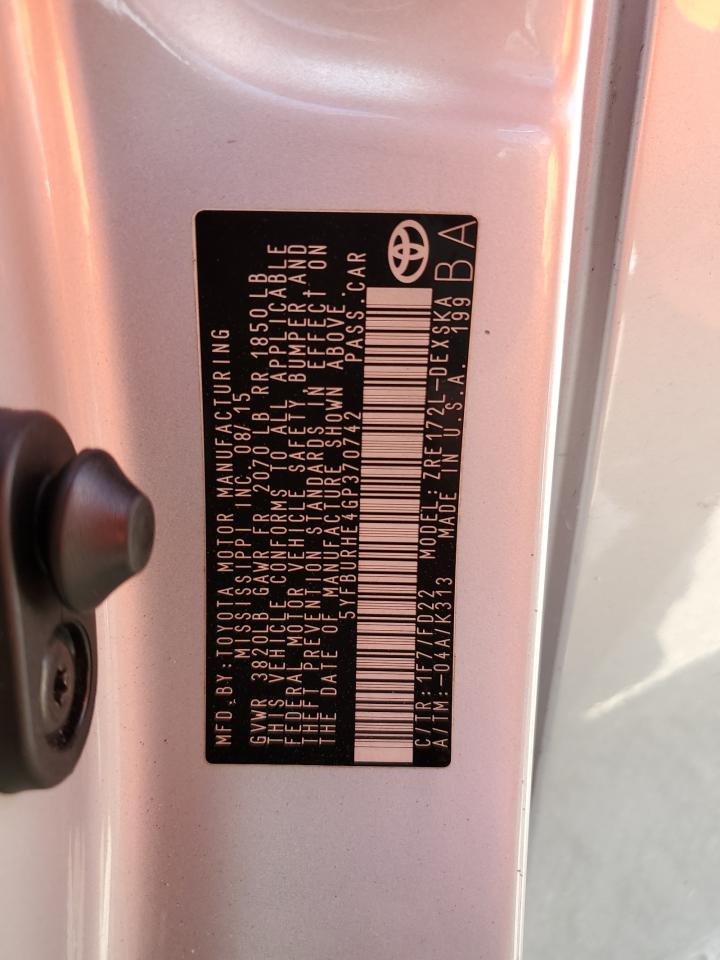 MFD.BY:TOYOTA MOTOR MANUFACTURING
MISSISSIPPI INC. 08/15
GVWR 3820LB GAWR FR 2070LB RR 1850LB
THIS VEHICLE CONFORMS TO ALL APPLICABLE
FEDERAL MOTOR VEHICLE SAFETY BUMPER, AND
THEFT PREVENTION STANDARDS IN EFFECT ON
THE DATE OF MANUFACTURE SHOWN ABOVE.
5YFBURHE4GP370742 PASS.CAR
C/TR:1F7/FD22 MODEL:ZRE172L-DEXSKA
A/TM:-04A/K313 MADE IN U.S.A. 199 BA